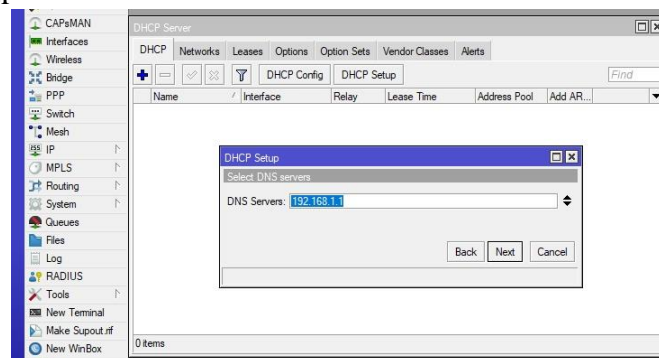 CAPsMAN
Interfaces
Wireless
Bridge
PPP
Switch
Mesh
IP
MPLS
Routing
System
Queues
Files
Log
RADIUS
Tools
New Terminal
Make Supout.rif
New WinBox
DHCP Server
DHCP Networks Leases Options Option Sets Vendor Classes Alerts
DHCP Config DHCP Setup Find
Name / Interface Relay Lease Time Address Pool Add AR...
DHCP Setup
Select DNS servers
DNS Servers: 192.168.1.1
Back Next Cancel
0 items